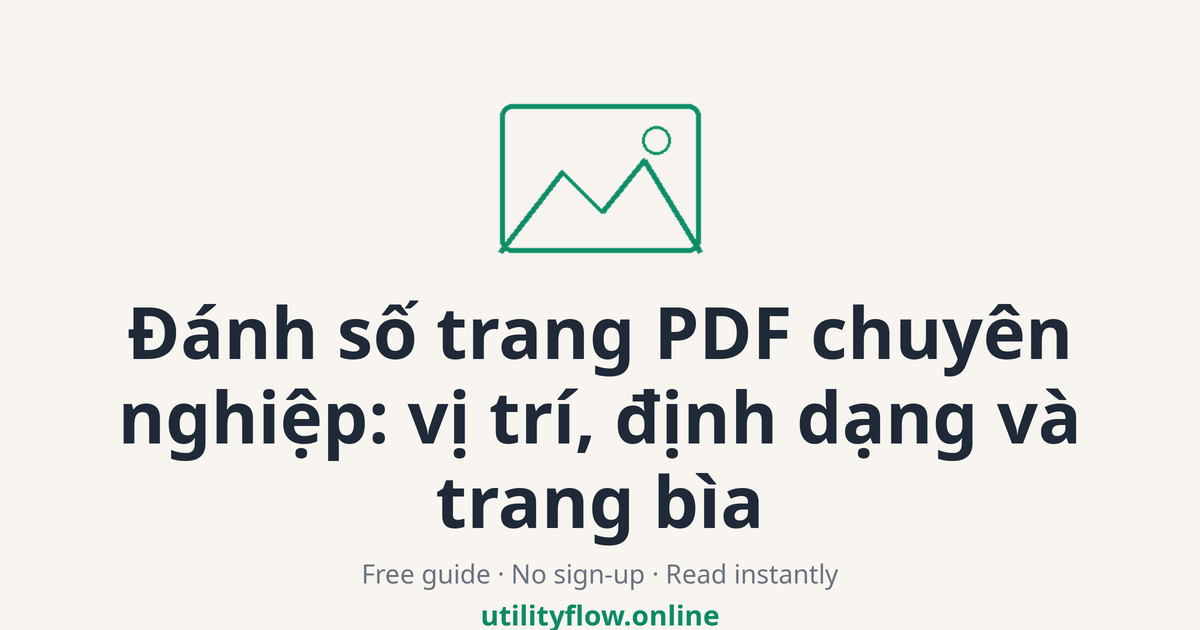 Đánh số trang PDF chuyên
nghiệp: vị trí, định dạng và
trang bìa
Free guide · No sign-up · Read instantly
utilityflow.online